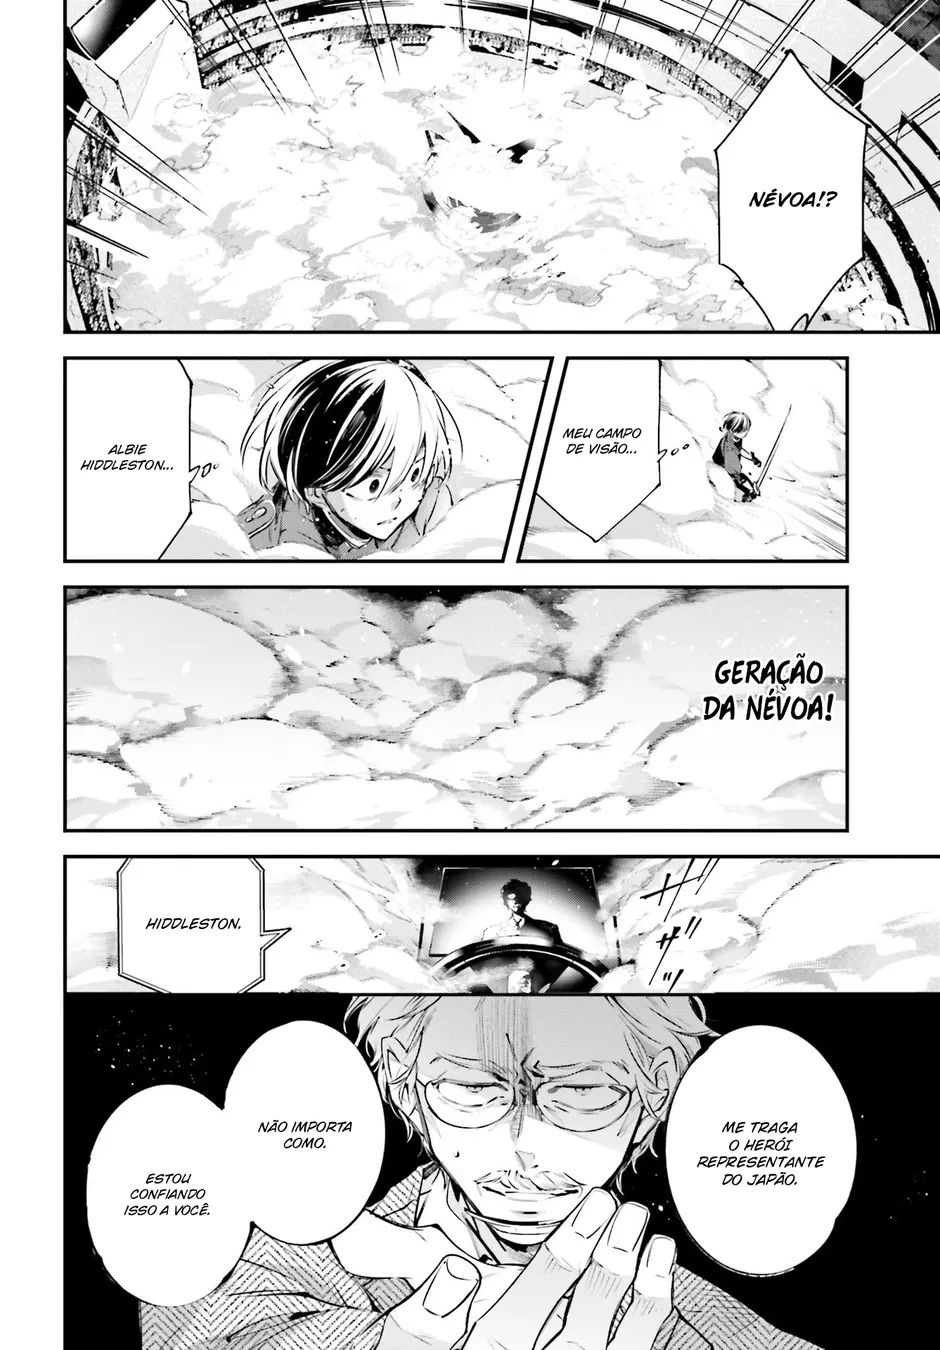 NÉVOA!?
MEU CAMPO
DE VISÃO...
ALBIE
HIDDLESTON...
GERAÇÃO
DA NÉVOA!
HIDDLESTON.
ME TRAGA
O HERÓI
REPRESENTANTE
DO JAPÃO.
NÃO IMPORTA
COMO.
ESTOU
CONFIANDO
ISSO A VOCÊ.